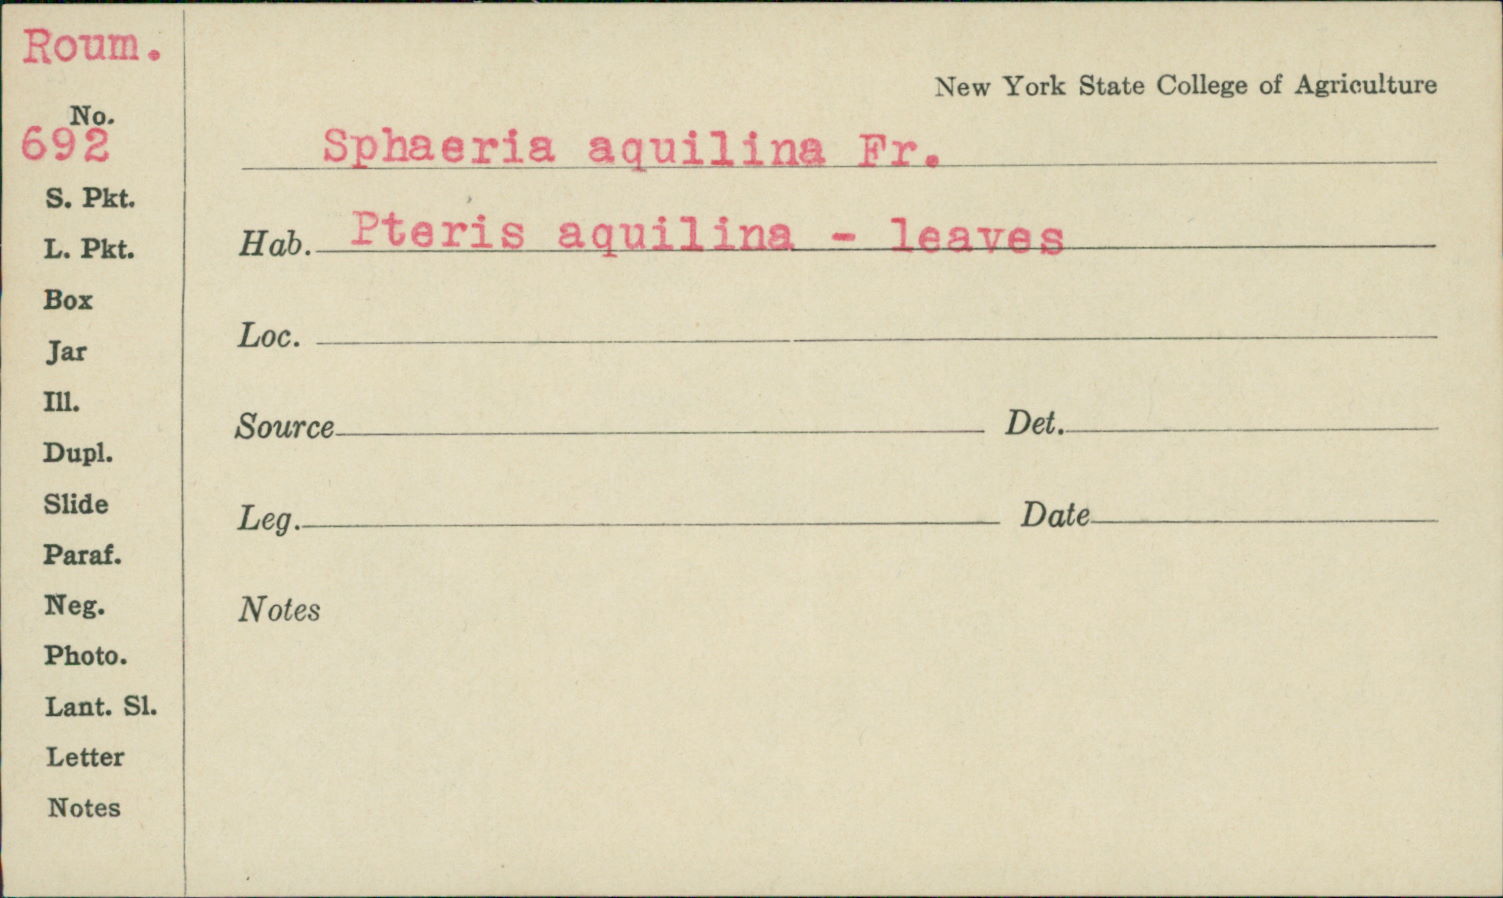 Roum.
New York State College of Agriculture
No.
692
Sphaeria aquilina Fr.
S. Pkt.
Hab. Pteris aquilina - leaves
L. Pkt.
Box
Loc.
Jar
Ill.
Source Det.
Dupl.
Slide
Leg. Date
Paraf.
Neg.
Notes
Photo.
Lant. Sl.
Letter
Notes